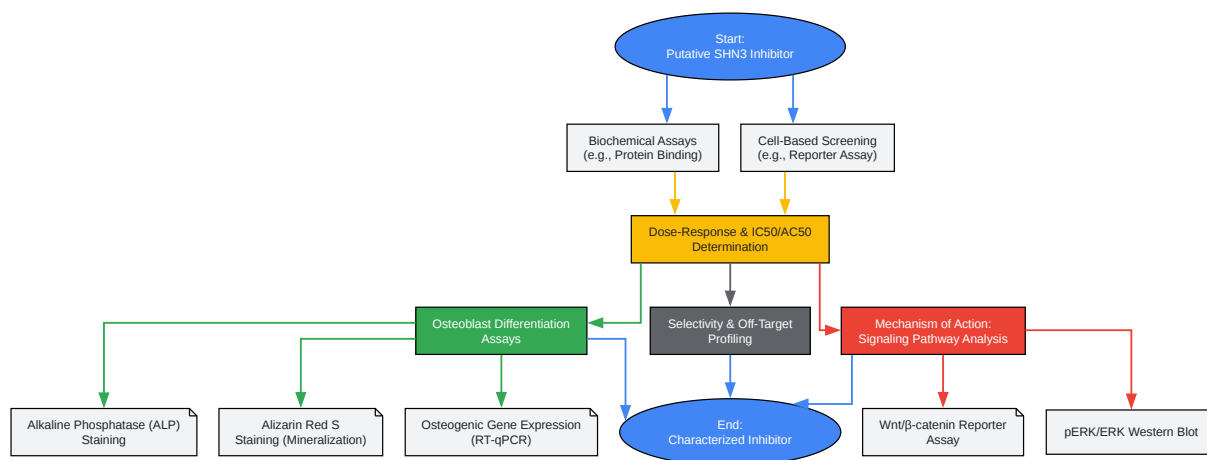 Start:
Putative SHN3 Inhibitor
Biochemical Assays
(e.g., Protein Binding)
Cell-Based Screening
(e.g., Reporter Assay)
Dose-Response & IC50/AC50
Determination
Osteoblast Differentiation
Assays
Selectivity & Off-Target
Profiling
Mechanism of Action:
Signaling Pathway Analysis
Alkaline Phosphatase (ALP)
Staining
Alizarin Red S
Staining (Mineralization)
Osteogenic Gene Expression
(RT-qPCR)
End:
Characterized Inhibitor
Wnt/β-catenin Reporter
Assay
pERK/ERK Western Blot